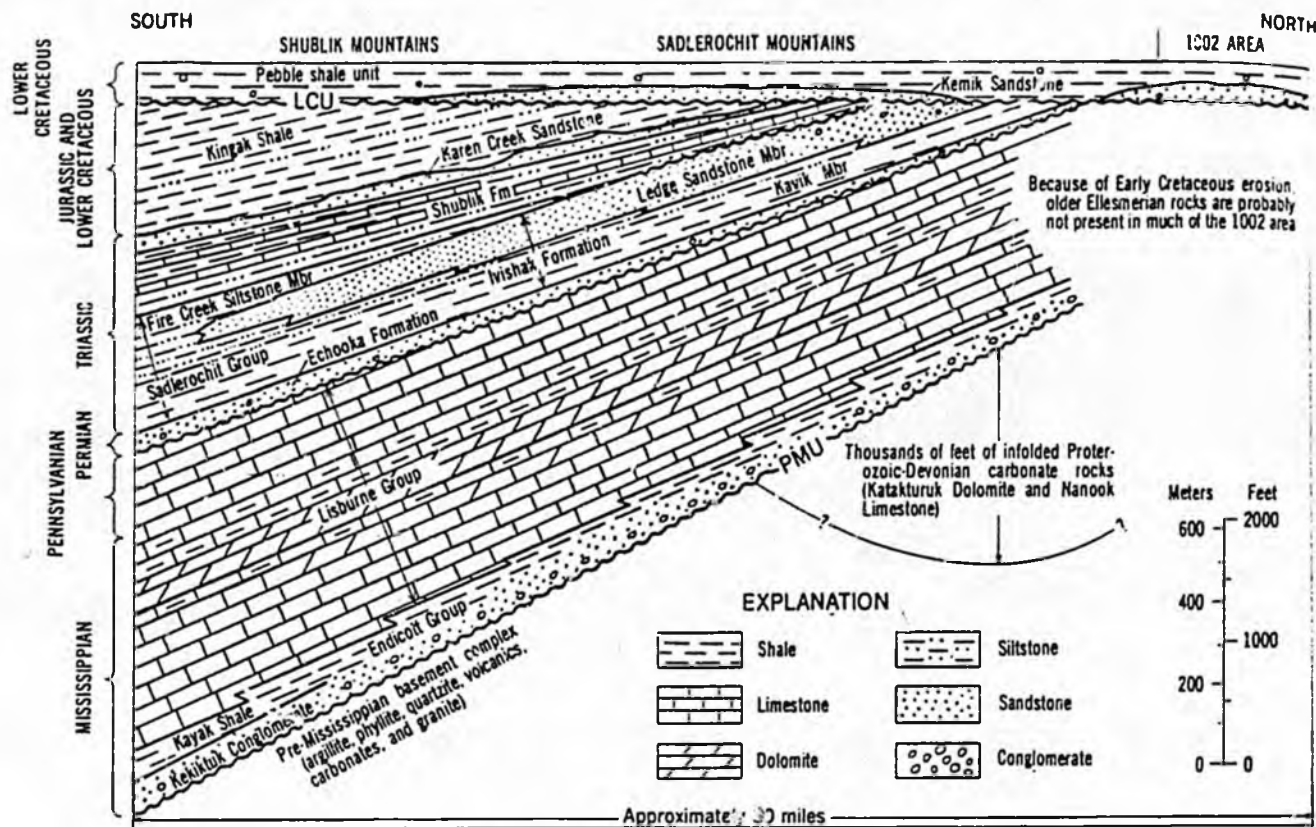 SOUTH
NORTH
SHUBLIK MOUNTAINS
SADLEROCHIT MOUNTAINS
1002 AREA
LOWER
CRETACEOUS
Pebble shale unit
Kemik Sandstone
LCU
JURASSIC AND
LOWER CRETACEOUS
Kingak Shale
Karen Creek Sandstone
Shublik Fm
Ledge Sandstone Mbr
Kavik Mbr
Because of Early Cretaceous erosion,
older Ellesmerian rocks are probably
not present in much of the 1002 area
TRIASSIC
Fire Creek Siltstone Mbr
Ivishak Formation
Sadlerochit Group
Echooka Formation
PERMIAN
PENNSYLVANIAN
Lisburne Group
PMU
Thousands of feet of infolded Proter-
ozoic-Devonian carbonate rocks
(Katakturuk Dolomite and Nanook
Limestone)
?
?
Meters Feet
600 2000
400
1000
200
0 0
MISSISSIPPIAN
Endicott Group
Kayak Shale
Kekiktuk Conglomerate
Pre-Mississippian basement complex
(argillite, phyllite, quartzite, volcanics,
carbonates, and granite)
EXPLANATION
Shale
Siltstone
Limestone
Sandstone
Dolomite
Conglomerate
Approximately miles